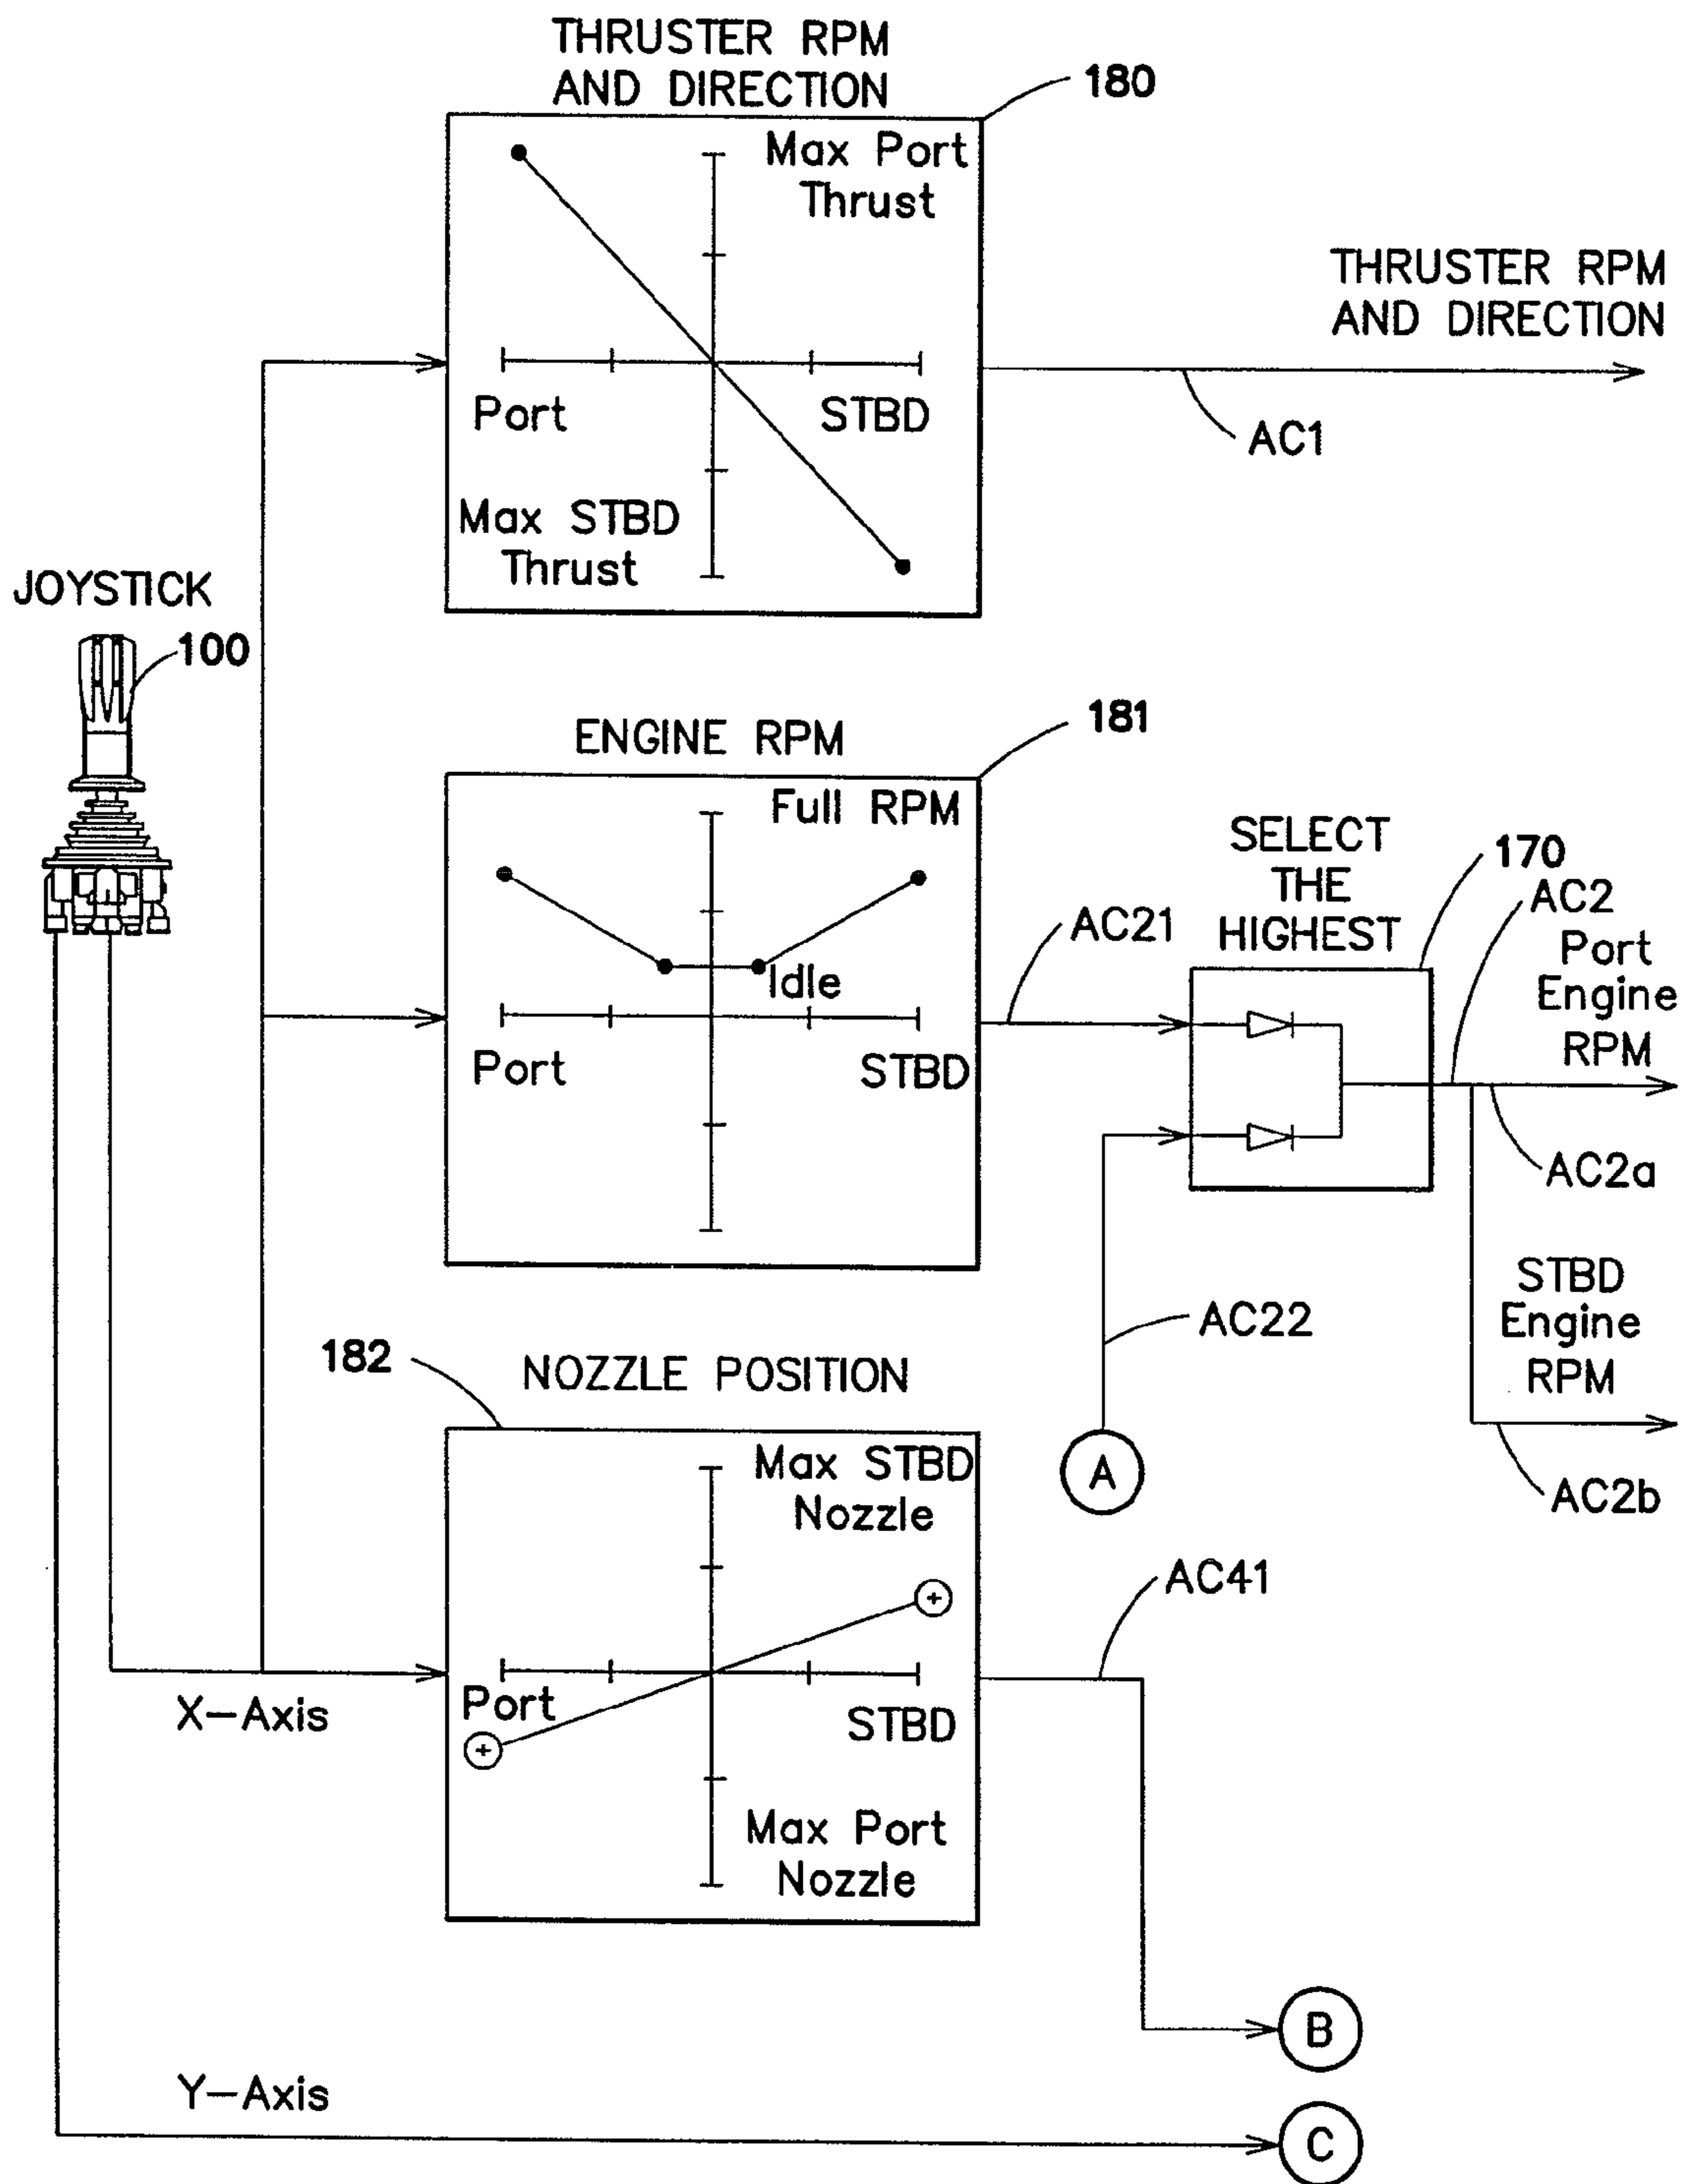 THRUSTER RPM
AND DIRECTION
180
Max Port
Thrust
Port
STBD
Max STBD
Thrust
THRUSTER RPM
AND DIRECTION
AC1
JOYSTICK
100
ENGINE RPM
181
Full RPM
Idle
Port
STBD
AC21
SELECT
THE
HIGHEST
170
AC2
Port
Engine
RPM
AC2a
STBD
Engine
RPM
AC2b
AC22
A
182
NOZZLE POSITION
Max STBD
Nozzle
+
Port
STBD
+
Max Port
Nozzle
AC41
X-Axis
B
Y-Axis
C